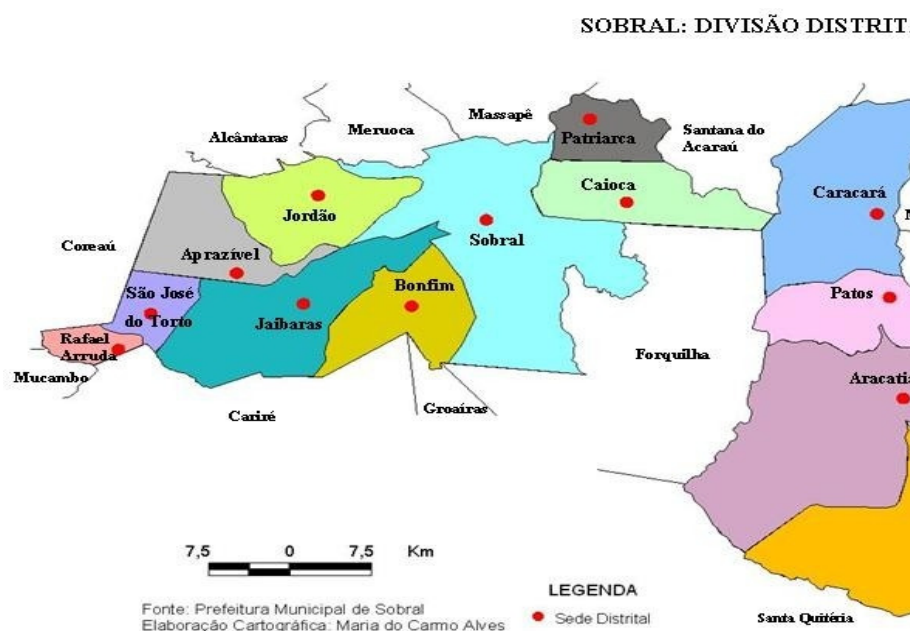 SOBRAL: DIVISÃO DISTRIT
Massapê
Meruoca
Alcântaras
Patriarca
Santana do
Acaraú
Caioca
Caracará
Jordão
Sobral
Coreaú
Aprazível
São José
do Torto
Bonfim
Patos
Jaibaras
Rafael
Arruda
Forquilha
Mucambo
Aracatia
Cariré
Groaíras
7,5 0 7,5 Km
LEGENDA
Sede Distrital
Fonte: Prefeitura Municipal de Sobral
Elaboração Cartográfica: Maria do Carmo Alves
Santa Quitéria